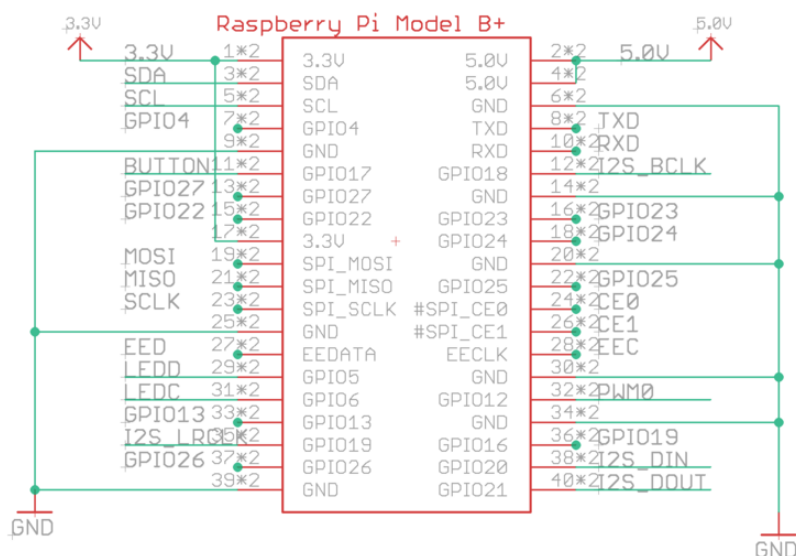 Raspberry Pi Model B+
3.3V 5.0V
3.3V 1*2 3.3V 5.0V 2*2 5.0V
SDA 3*2 SDA 5.0V 4*2
SCL 5*2 SCL GND 6*2
GPIO4 7*2 GPIO4 TXD 8*2 TXD
9*2 GND RXD 10*2 RXD
BUTTON 11*2 GPIO17 GPIO18 12*2 I2S_BCLK
GPIO27 13*2 GPIO27 GND 14*2
GPIO22 15*2 GPIO22 GPIO23 16*2 GPIO23
17*2 3.3V GPIO24 18*2 GPIO24
MOSI 19*2 SPI_MOSI GND 20*2
MISO 21*2 SPI_MISO GPIO25 22*2 GPIO25
SCLK 23*2 SPI_SCLK #SPI_CE0 24*2 CE0
25*2 GND #SPI_CE1 26*2 CE1
EED 27*2 EEDATA EECLK 28*2 EEC
LEDD 29*2 GPIO5 GND 30*2
LEDC 31*2 GPIO6 GPIO12 32*2 PWM0
GPIO13 33*2 GPIO13 GND 34*2
I2S_LRCLK 35*2 GPIO19 GPIO16 36*2 GPIO19
GPIO26 37*2 GPIO26 GPIO20 38*2 I2S_DIN
39*2 GND GPIO21 40*2 I2S_DOUT
GND GND